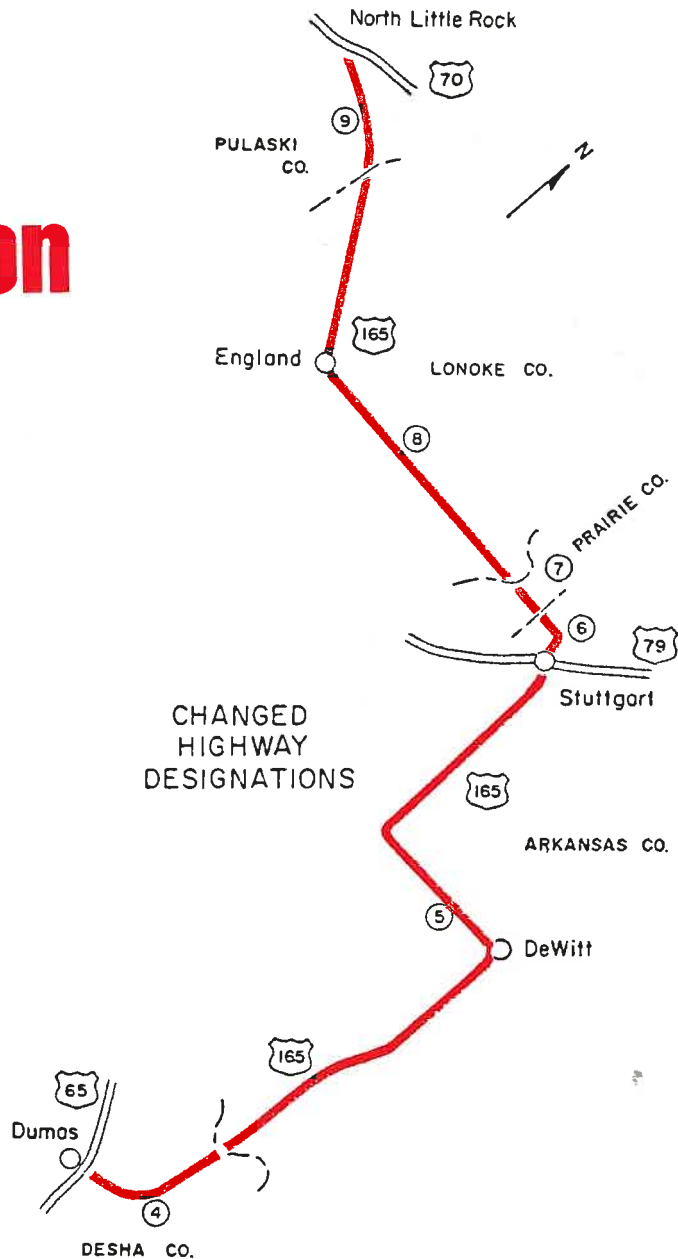 North Little Rock
70
9
PULASKI
CO.
N
on
165
England
LONOKE CO.
8
PRAIRIE CO.
7
6
79
Stuttgart
CHANGED
HIGHWAY
DESIGNATIONS
165
ARKANSAS CO.
5
DeWitt
165
65
Dumas
4
DESHA CO.